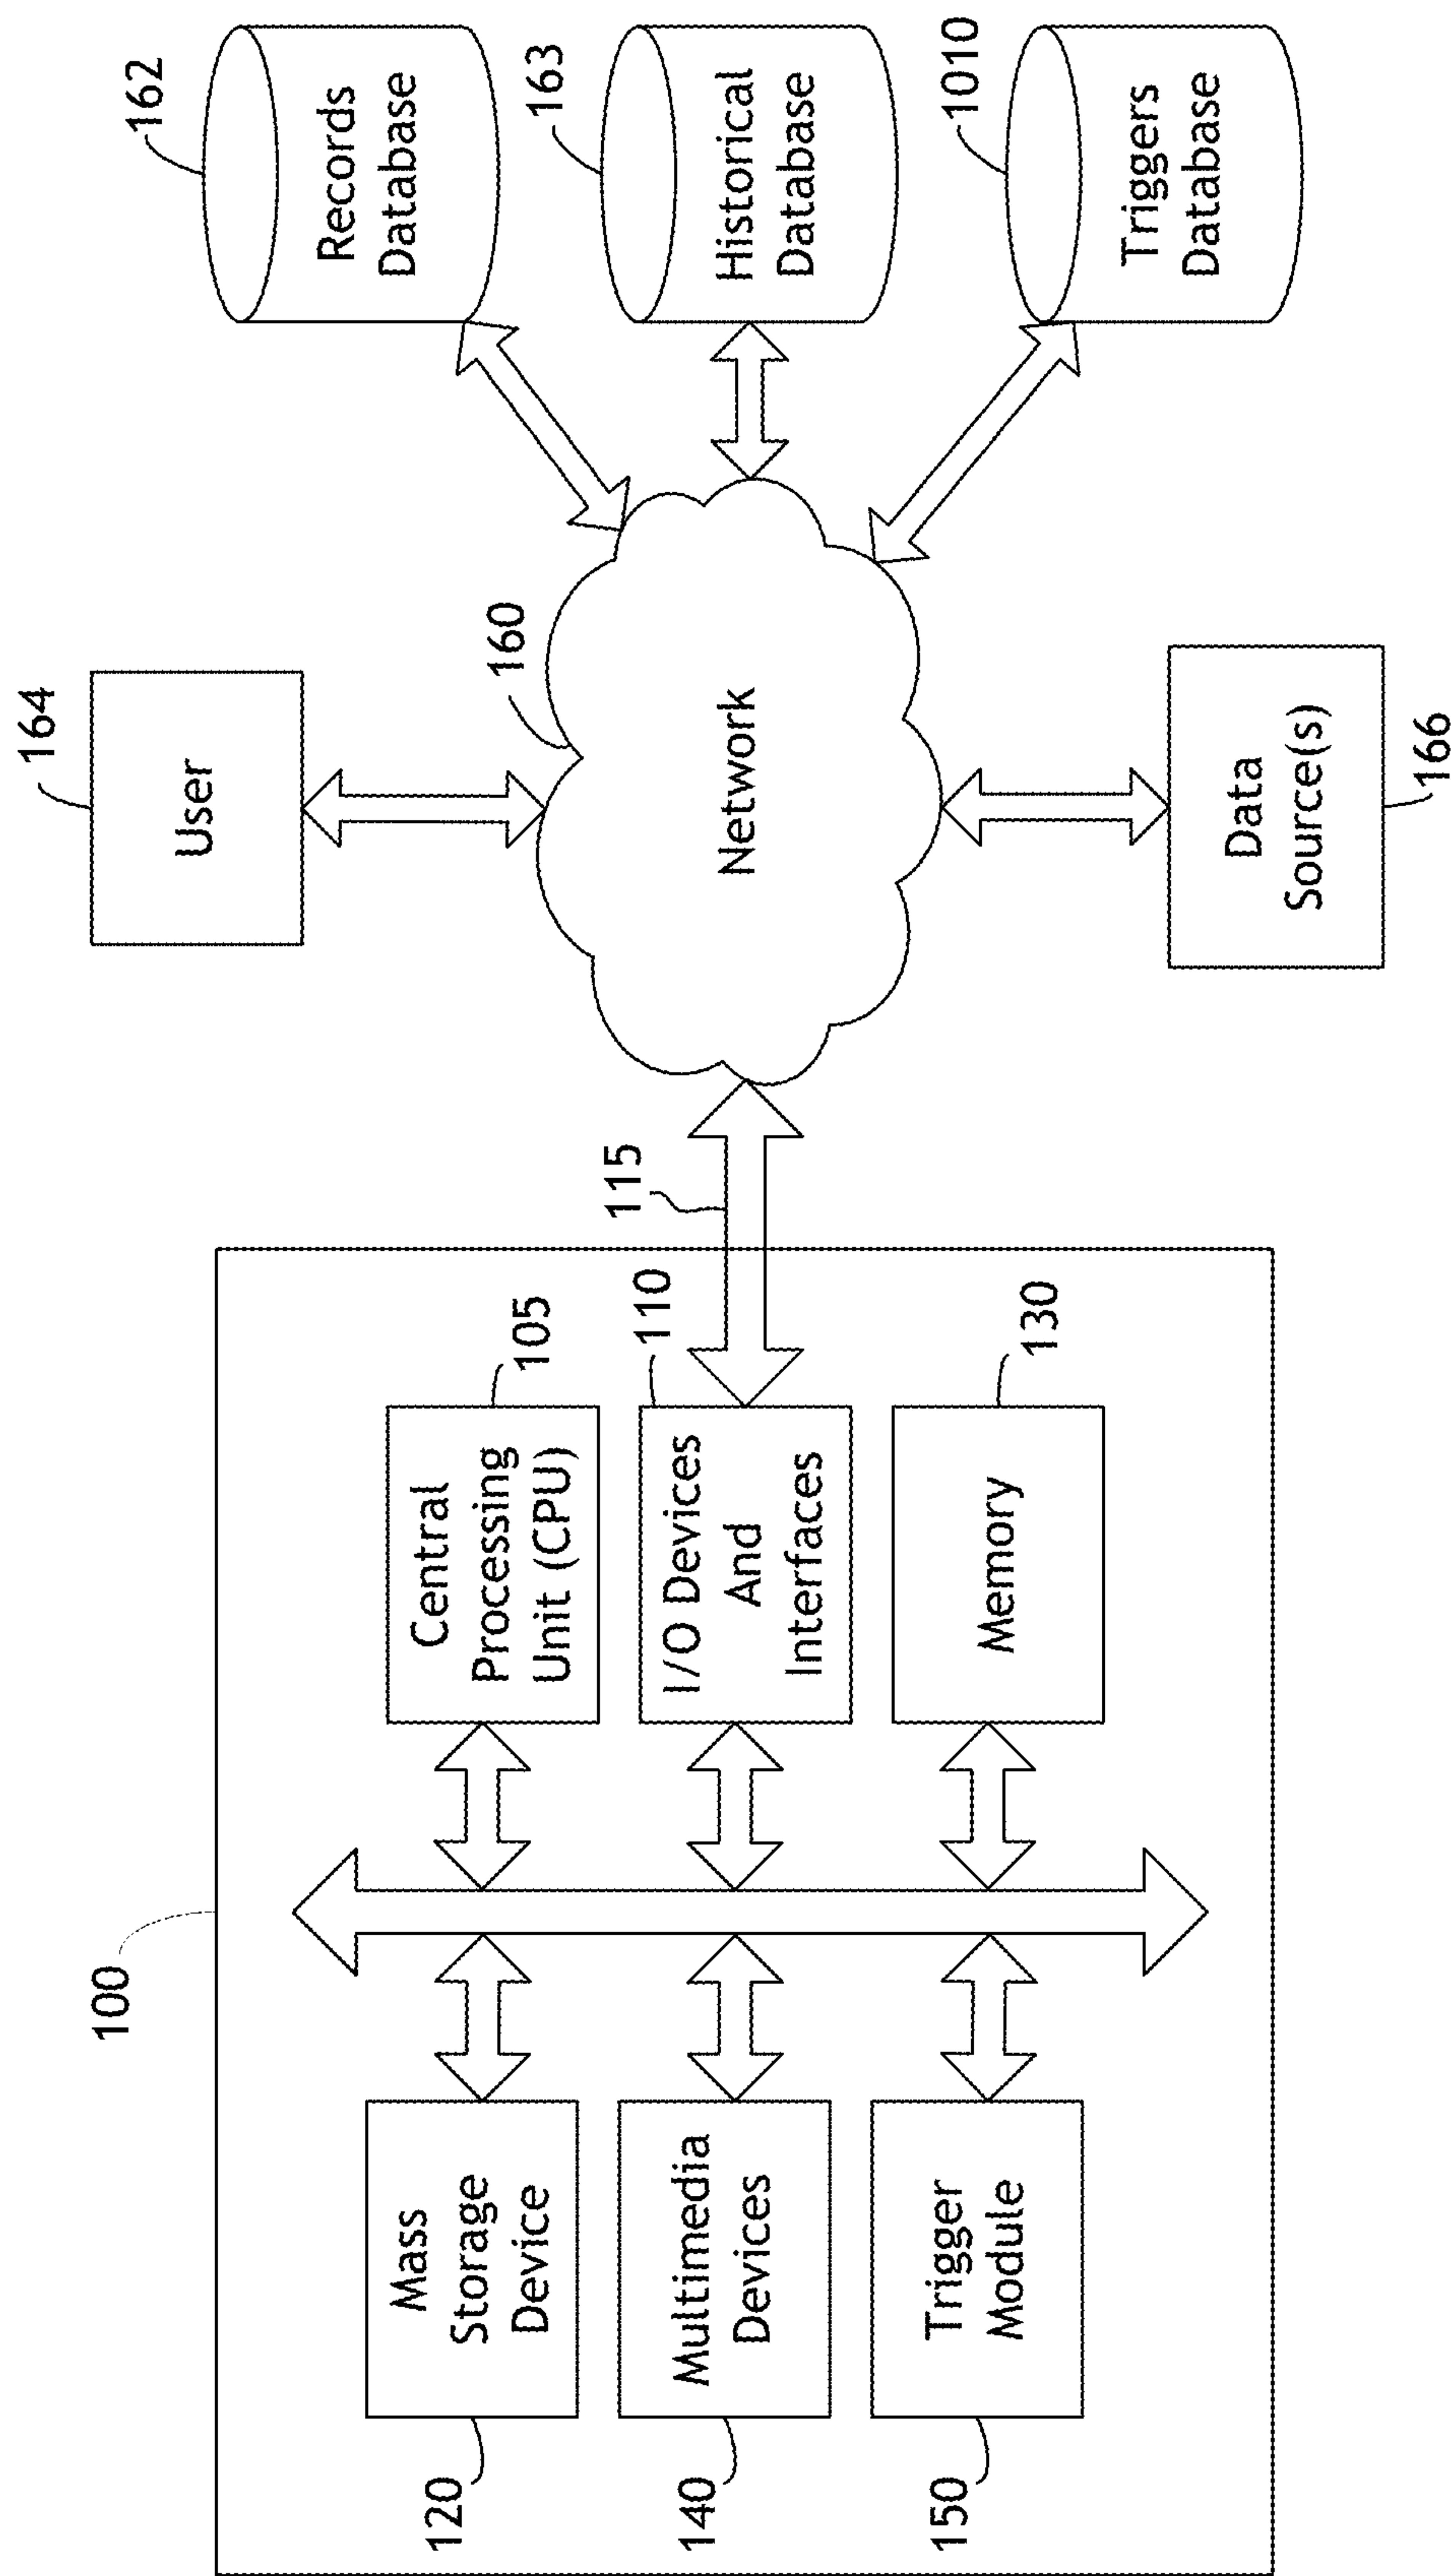 100
120
Mass
Storage
Device
140
Multimedia
Devices
150
Trigger
Module
Central
Processing
Unit (CPU)
105
I/O Devices
And
Interfaces
110
Memory
130
115
Network
160
User
164
Data
Source(s)
166
Records
Database
162
Historical
Database
163
Triggers
Database
1010